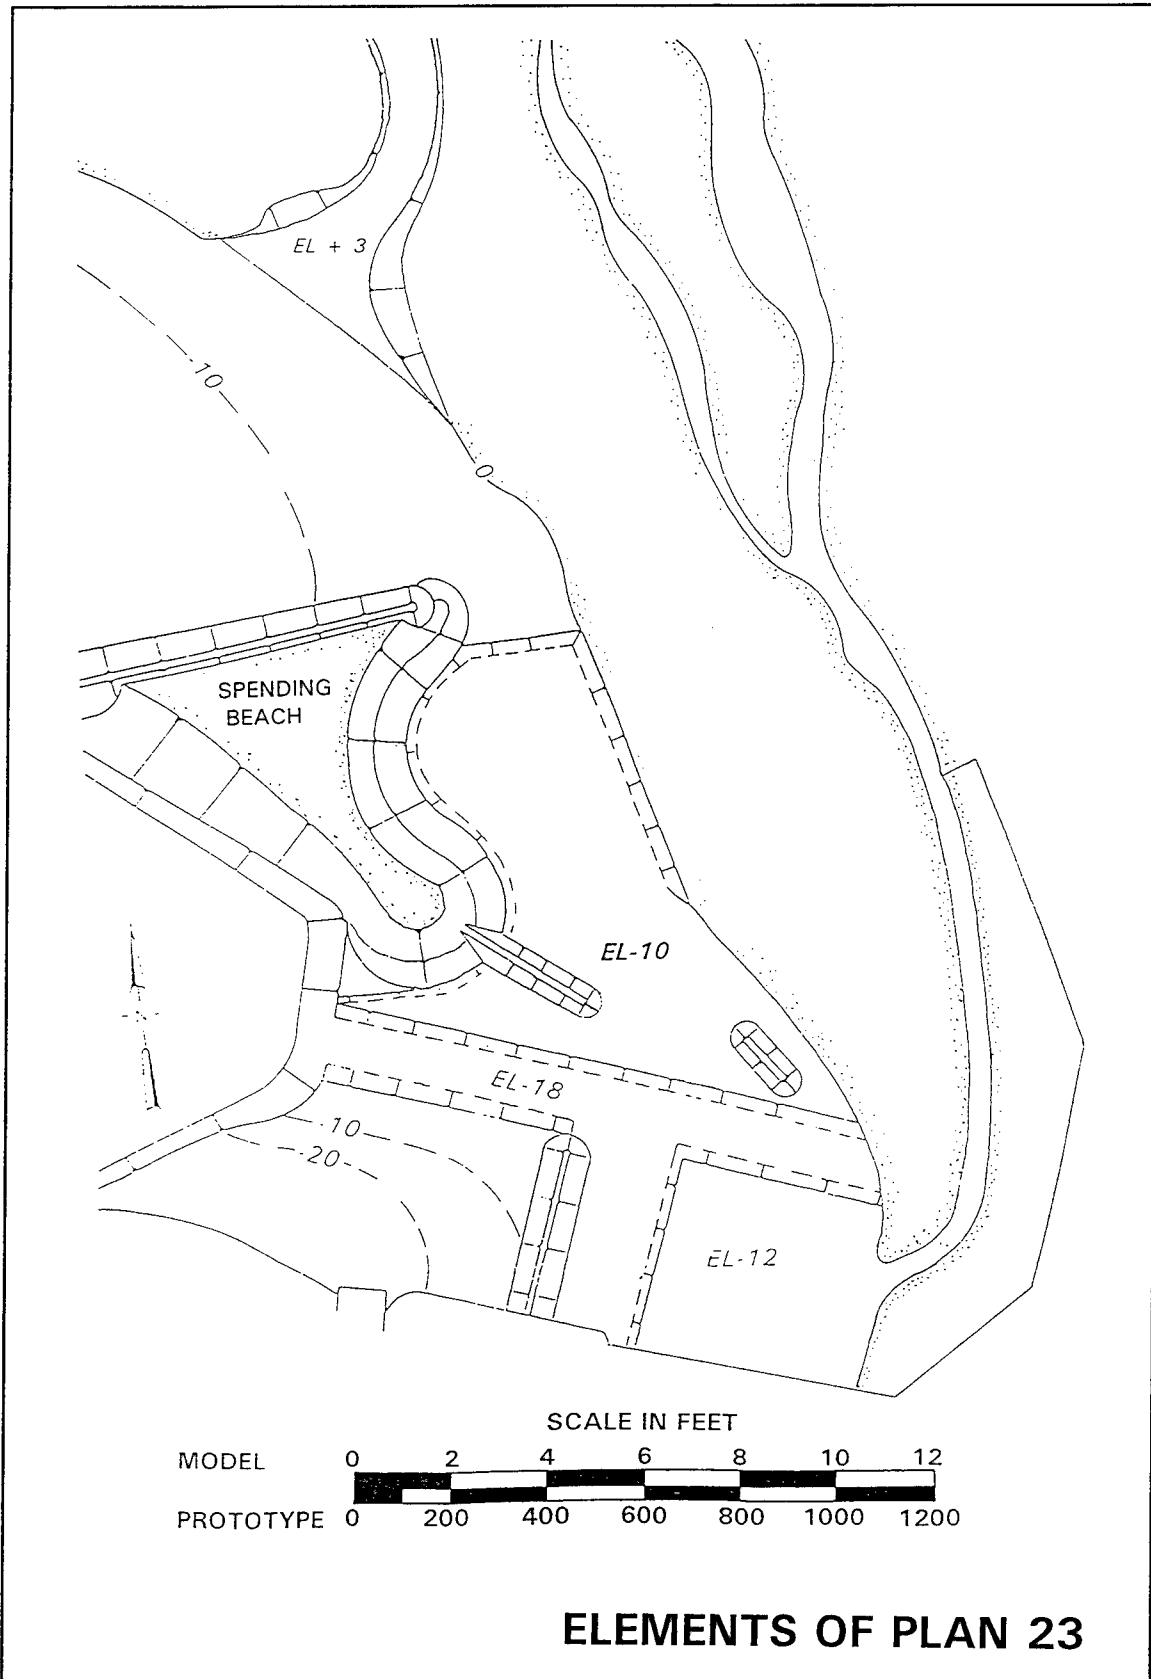 EL + 3
-10
0
SPENDING
BEACH
EL-10
EL-18
-10-
-20-
EL-12
SCALE IN FEET
MODEL 0 2 4 6 8 10 12
PROTOTYPE 0 200 400 600 800 1000 1200
ELEMENTS OF PLAN 23